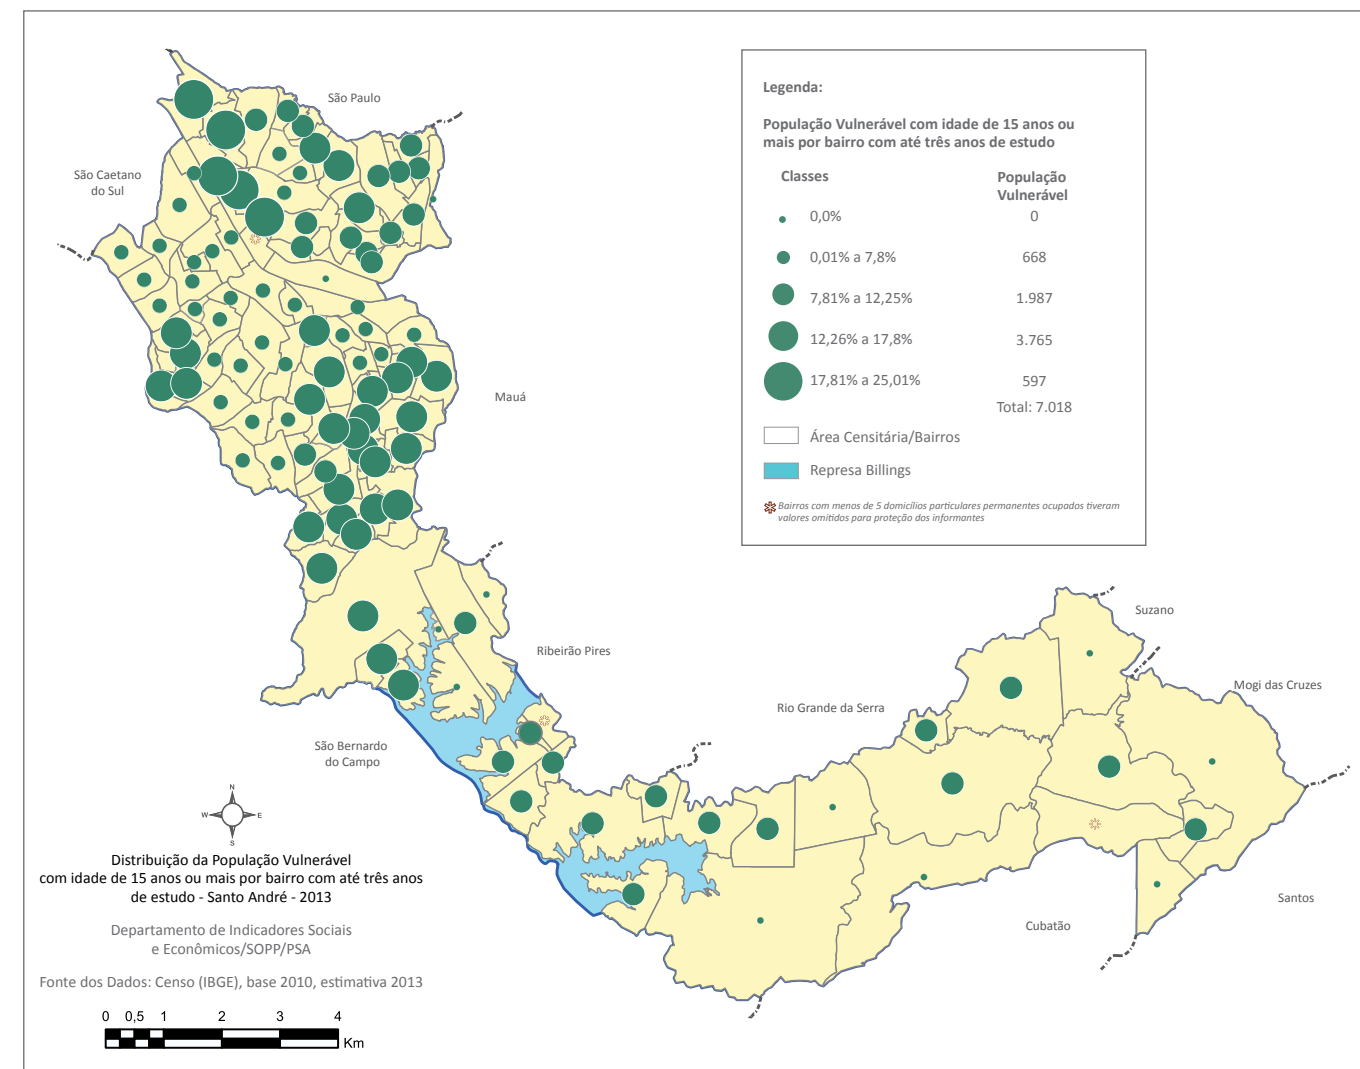 São Paulo
São Caetano
do Sul
Mauá
Ribeirão Pires
São Bernardo
do Campo
Rio Grande da Serra
Suzano
Mogi das Cruzes
Santos
Cubatão
Legenda:
População Vulnerável com idade de 15 anos ou
mais por bairro com até três anos de estudo
Classes
População
Vulnerável
0,0% 0
0,01% a 7,8% 668
7,81% a 12,25% 1.987
12,26% a 17,8% 3.765
17,81% a 25,01% 597
Total: 7.018
Área Censitária/Bairros
Represa Billings
Bairros com menos de 5 domicílios particulares permanentes ocupados tiveram
valores omitidos para proteção dos informantes
N
W E
S
Distribuição da População Vulnerável
com idade de 15 anos ou mais por bairro com até três anos
de estudo - Santo André - 2013
Departamento de Indicadores Sociais
e Econômicos/SOPP/PSA
Fonte dos Dados: Censo (IBGE), base 2010, estimativa 2013
0 0,5 1 2 3 4
Km